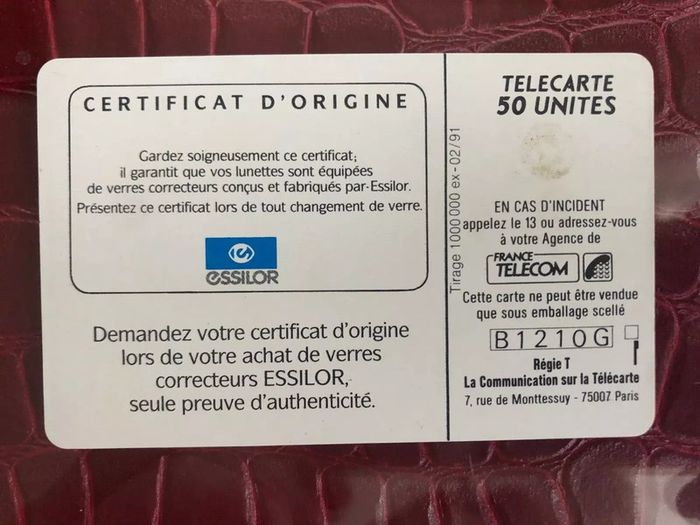 CERTIFICAT D'ORIGINE
Gardez soigneusement ce certificat;
il garantit que vos lunettes sont équipées
de verres correcteurs conçus et fabriqués par Essilor.
Présentez ce certificat lors de tout changement de verre.
ESSILOR
Demandez votre certificat d'origine
lors de votre achat de verres
correcteurs ESSILOR,
seule preuve d'authenticité.
Tirage 1000000 ex - 02/91
TELECARTE
50 UNITES
EN CAS D'INCIDENT
appelez le 13 ou adressez-vous
à votre Agence de
FRANCE
TELECOM
Cette carte ne peut être vendue
que sous emballage scellé
B1210G
Régie T
La Communication sur la Télécarte
7, rue de Monttessuy - 75007 Paris